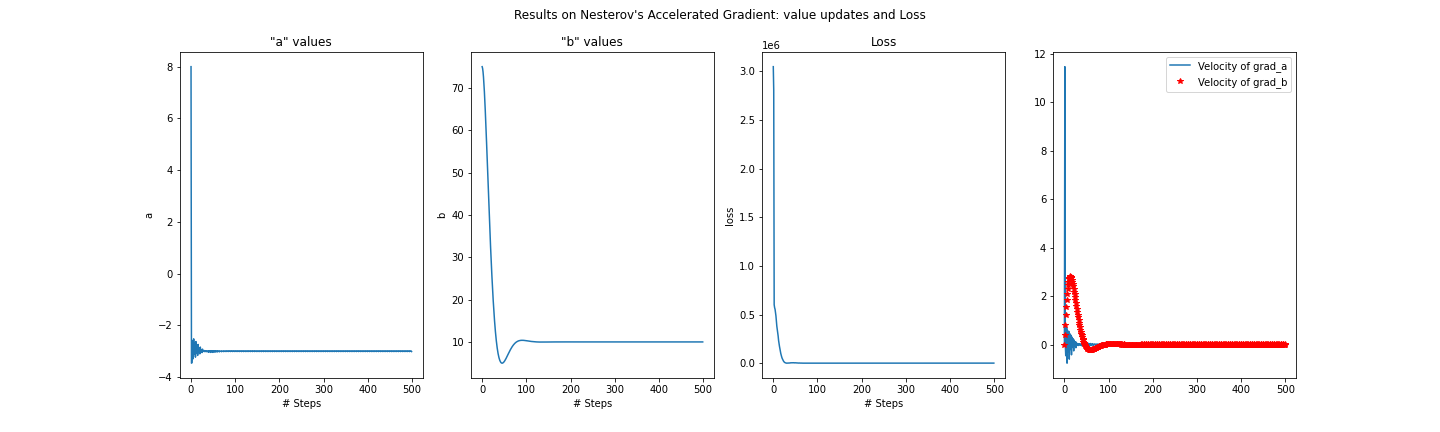 Results on Nesterov's Accelerated Gradient: value updates and Loss
"a" values
8
6
4
2
0
−2
−4
a
0 100 200 300 400 500
# Steps
"b" values
70
60
50
40
30
20
10
b
0 100 200 300 400 500
# Steps
Loss
1e6
3.0
2.5
2.0
1.5
1.0
0.5
0.0
loss
0 100 200 300 400 500
# Steps
12
10
8
6
4
2
0
0 100 200 300 400 500
Velocity of grad_a
Velocity of grad_b